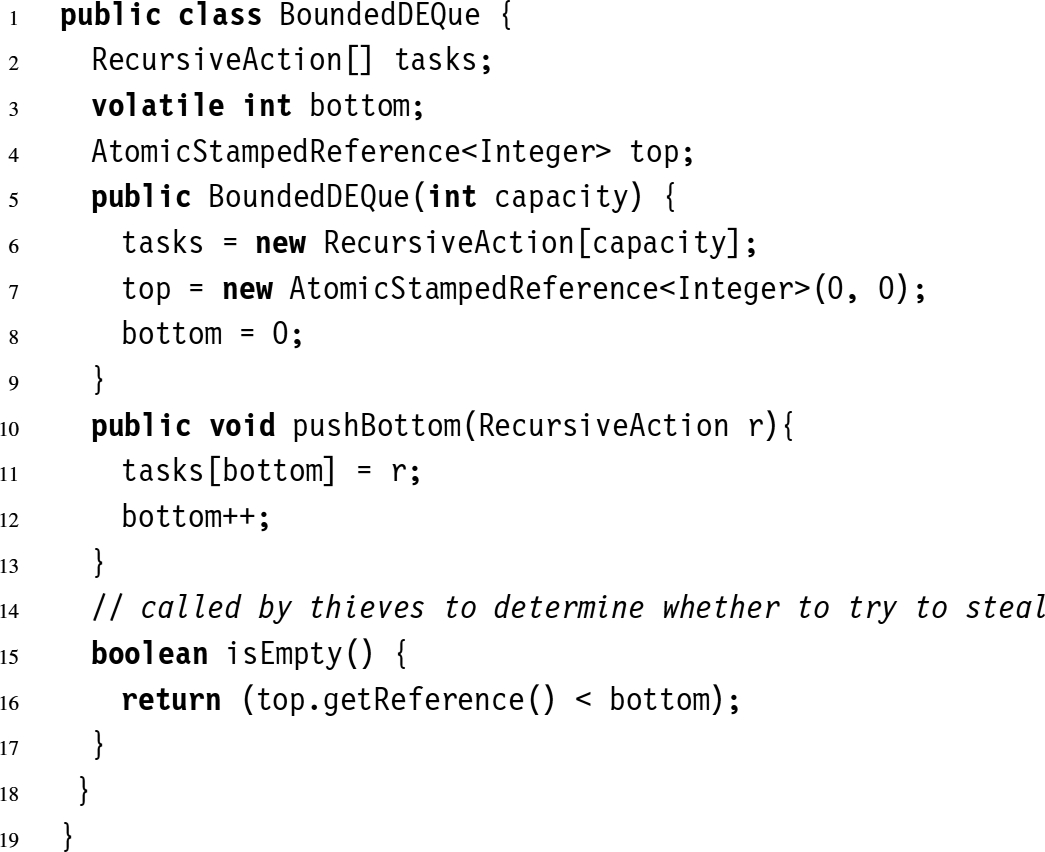 1 public class BoundedDEQue {
2 RecursiveAction[] tasks;
3 volatile int bottom;
4 AtomicStampedReference<Integer> top;
5 public BoundedDEQue(int capacity) {
6 tasks = new RecursiveAction[capacity];
7 top = new AtomicStampedReference<Integer>(0, 0);
8 bottom = 0;
9 }
10 public void pushBottom(RecursiveAction r){
11 tasks[bottom] = r;
12 bottom++;
13 }
14 // called by thieves to determine whether to try to steal
15 boolean isEmpty() {
16 return (top.getReference() < bottom);
17 }
18 }
19 }